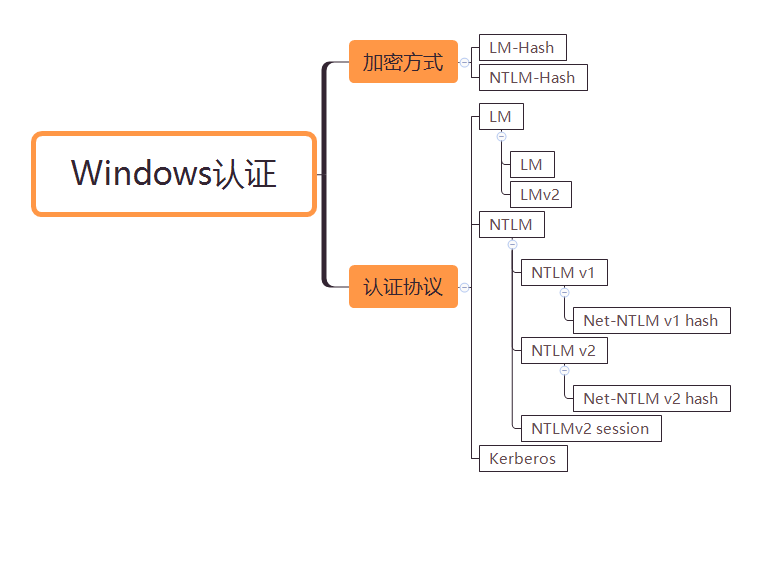 Windows认证
加密方式
LM-Hash
NTLM-Hash
认证协议
LM
LM
LMv2
NTLM
NTLM v1
Net-NTLM v1 hash
NTLM v2
Net-NTLM v2 hash
NTLMv2 session
Kerberos